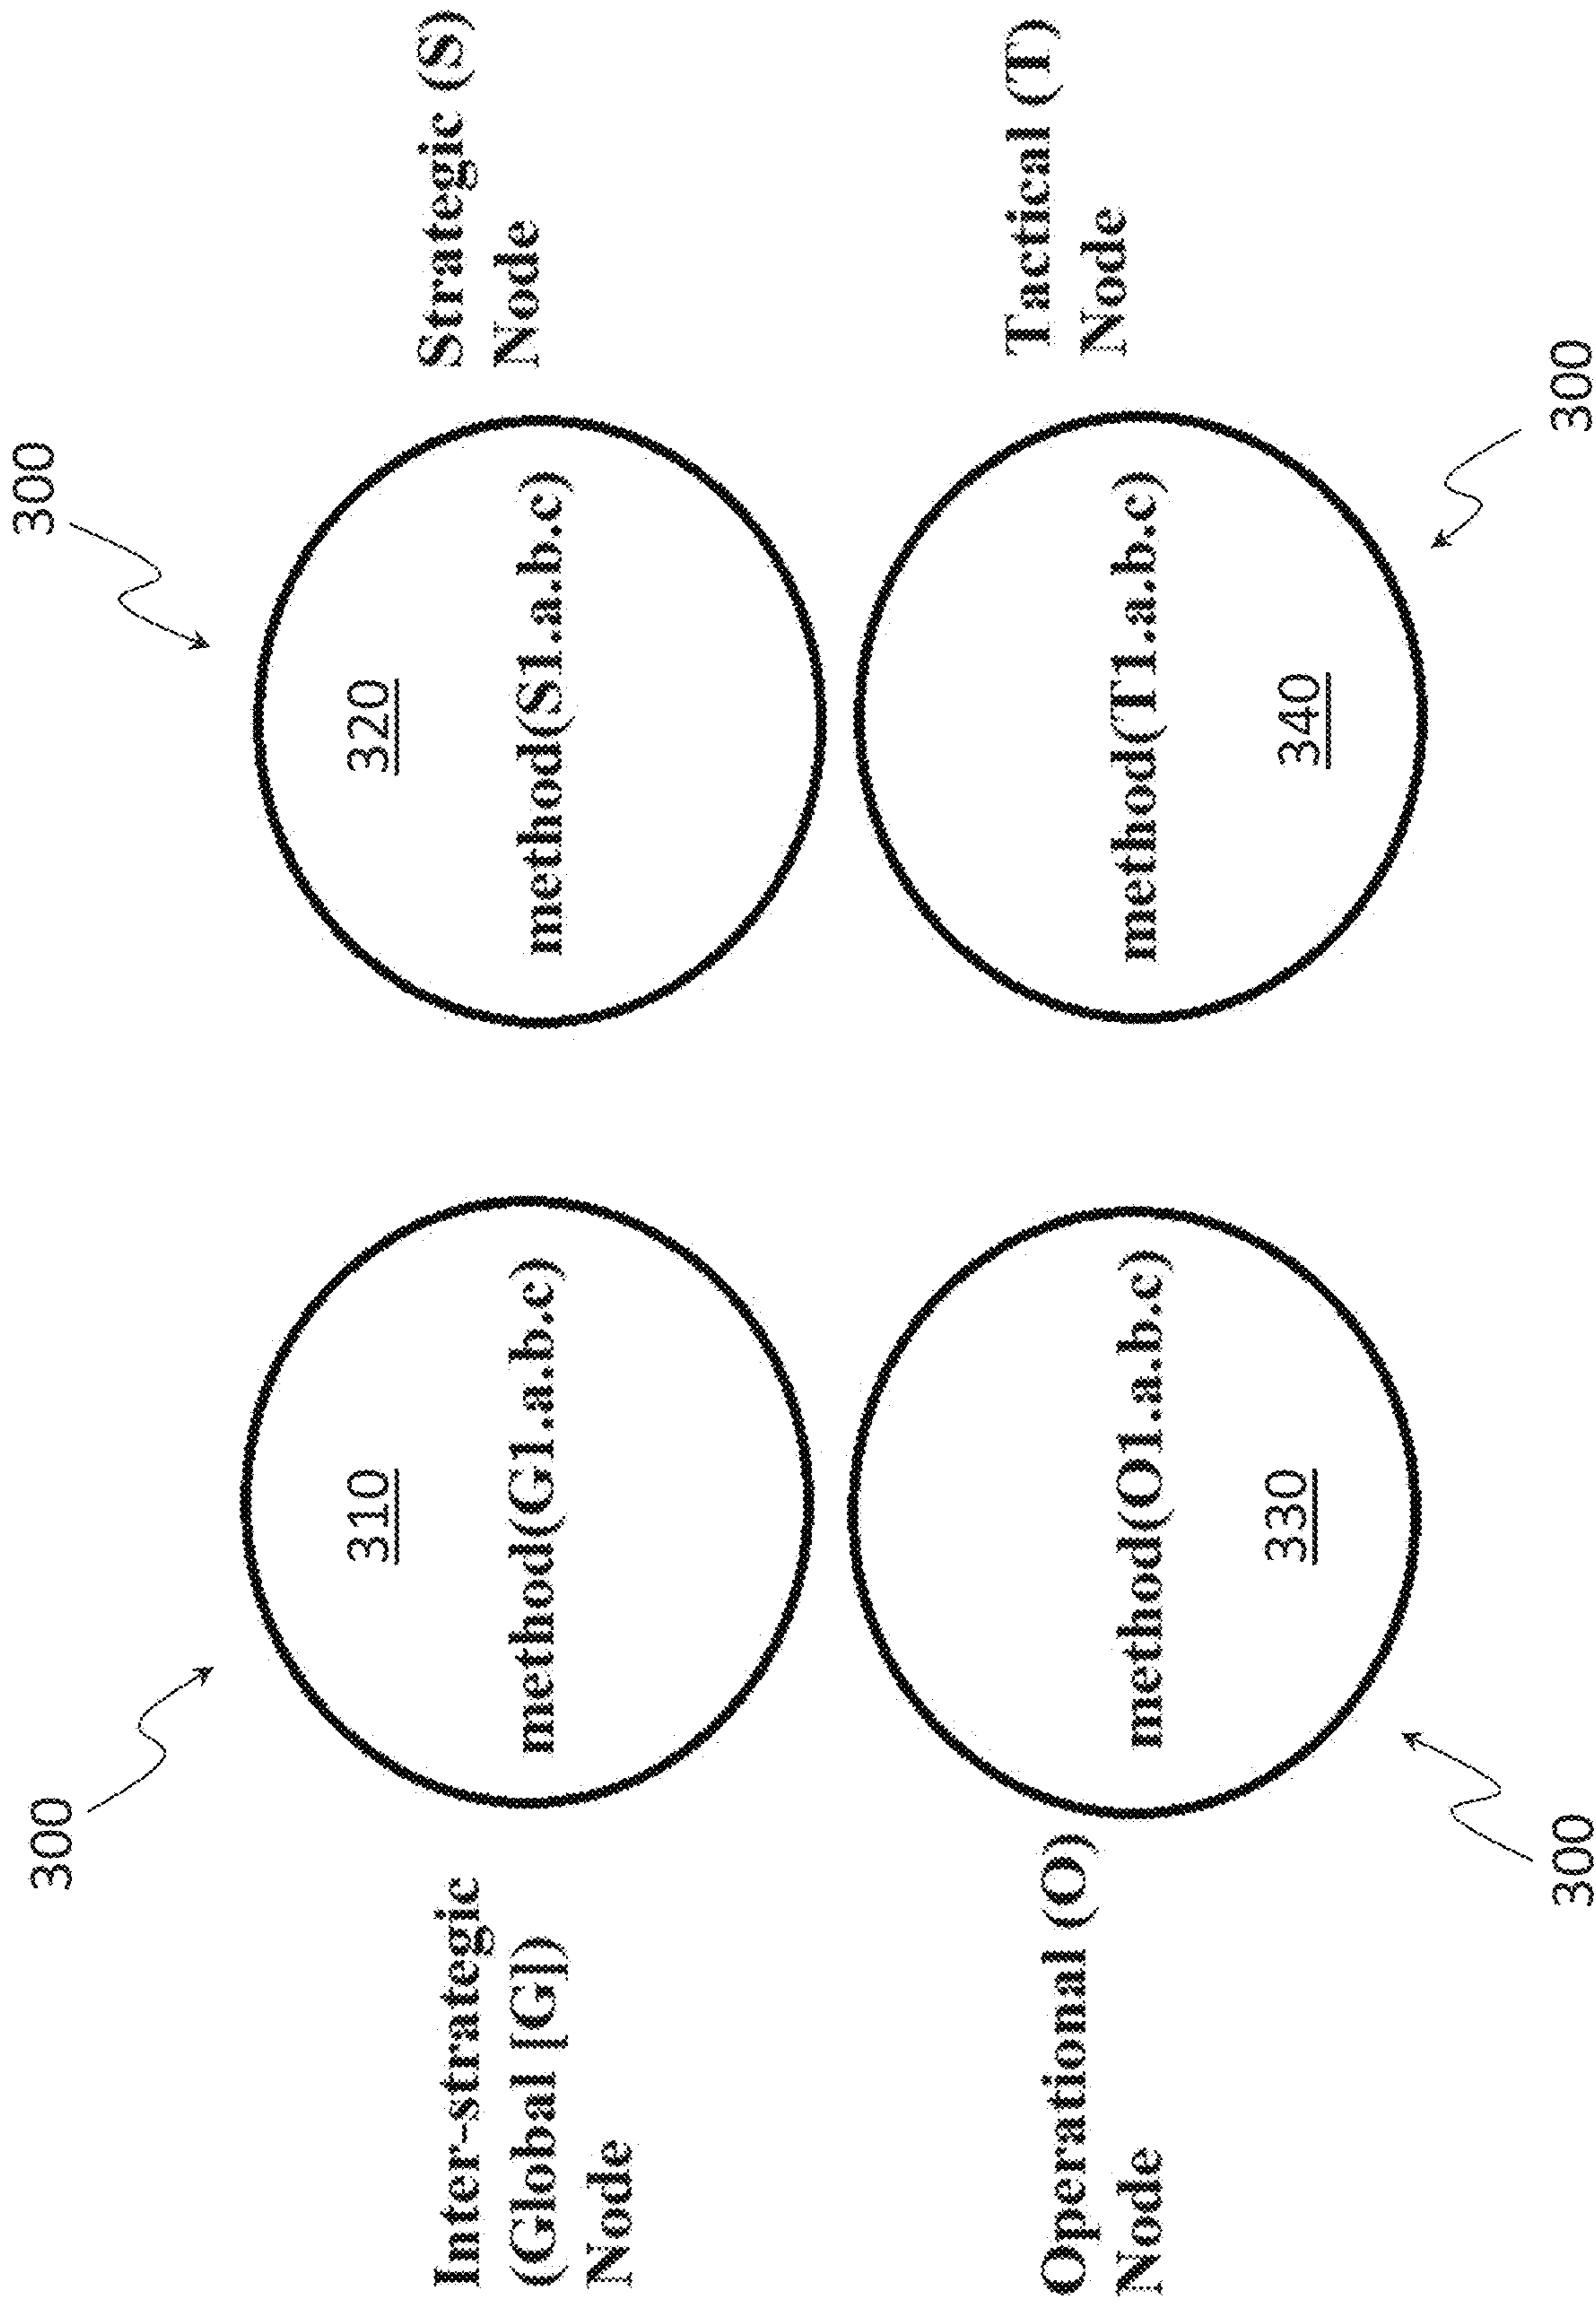 300
300
Inter-strategic
(Global [G])
Node
310
method(G1.a.b.c)
320
method(S1.a.b.c)
Strategic (S)
Node
Operational (O)
Node
method(O1.a.b.c)
330
method(T1.a.b.c)
340
Tactical (T)
Node
300
300